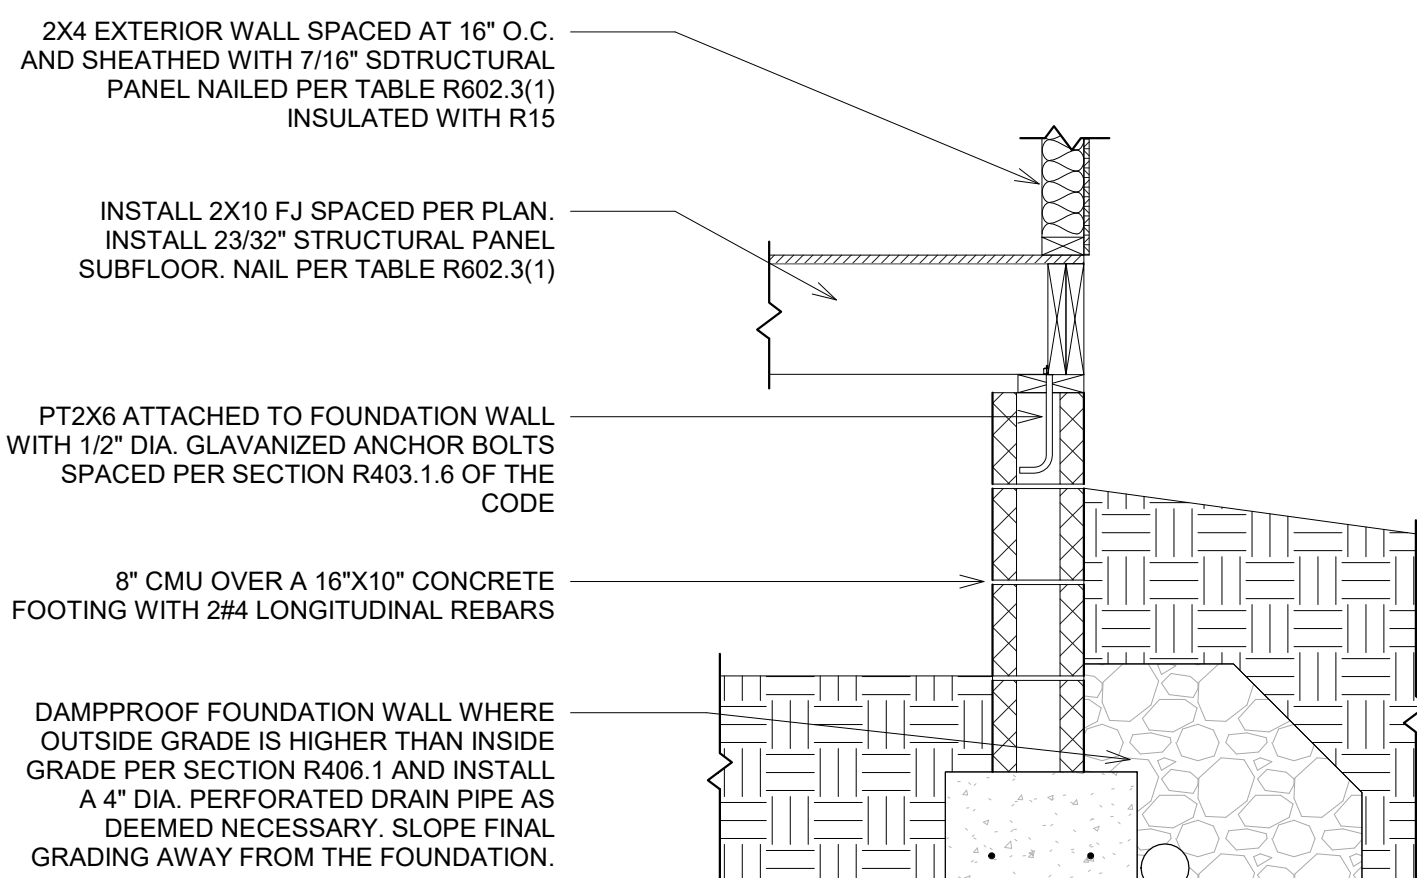 2X4 EXTERIOR WALL SPACED AT 16" O.C.
AND SHEATHED WITH 7/16" SDTRUCTURAL
PANEL NAILED PER TABLE R602.3(1)
INSULATED WITH R15
INSTALL 2X10 FJ SPACED PER PLAN.
INSTALL 23/32" STRUCTURAL PANEL
SUBFLOOR. NAIL PER TABLE R602.3(1)
PT2X6 ATTACHED TO FOUNDATION WALL
WITH 1/2" DIA. GLAVANIZED ANCHOR BOLTS
SPACED PER SECTION R403.1.6 OF THE
CODE
8" CMU OVER A 16"X10" CONCRETE
FOOTING WITH 2#4 LONGITUDINAL REBARS
DAMPPROOF FOUNDATION WALL WHERE
OUTSIDE GRADE IS HIGHER THAN INSIDE
GRADE PER SECTION R406.1 AND INSTALL
A 4" DIA. PERFORATED DRAIN PIPE AS
DEEMED NECESSARY. SLOPE FINAL
GRADING AWAY FROM THE FOUNDATION.